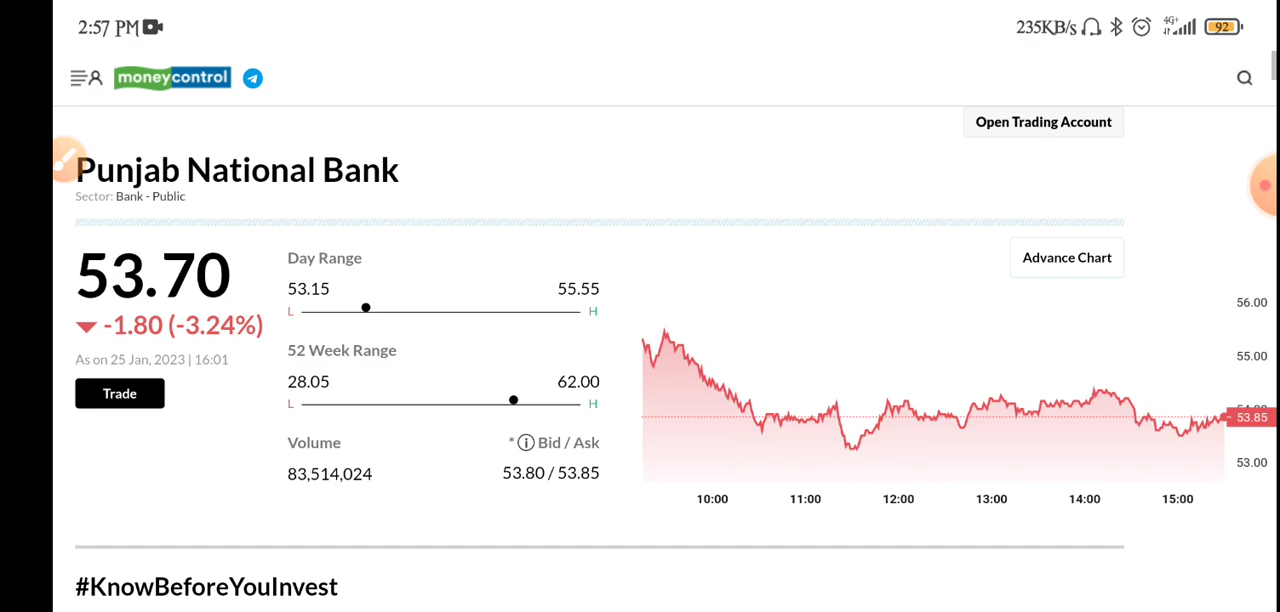 2:57 PM
235KB/s 4G+ 92
moneycontrol
Open Trading Account
Punjab National Bank
Sector: Bank - Public
53.70
-1.80 (-3.24%)
As on 25 Jan, 2023 | 16:01
Trade
Day Range
53.15 55.55
L H
52 Week Range
28.05 62.00
L H
Volume * i Bid / Ask
83,514,024 53.80 / 53.85
Advance Chart
56.00
55.00
54.00
53.85
53.00
10:00 11:00 12:00 13:00 14:00 15:00
#KnowBeforeYouInvest